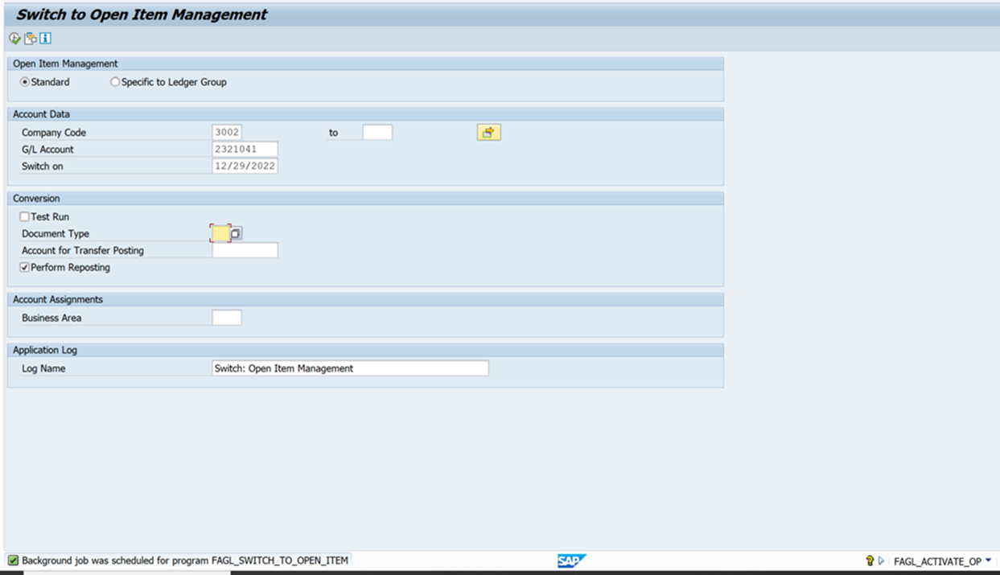 Switch to Open Item Management
Open Item Management
Standard Specific to Ledger Group
Account Data
Company Code 3002 to
G/L Account 2321041
Switch on 12/29/2022
Conversion
Test Run
Document Type
Account for Transfer Posting
Perform Reposting
Account Assignments
Business Area
Application Log
Log Name Switch: Open Item Management
Background job was scheduled for program FAGL_SWITCH_TO_OPEN_ITEM SAP FAGL_ACTIVATE_OP